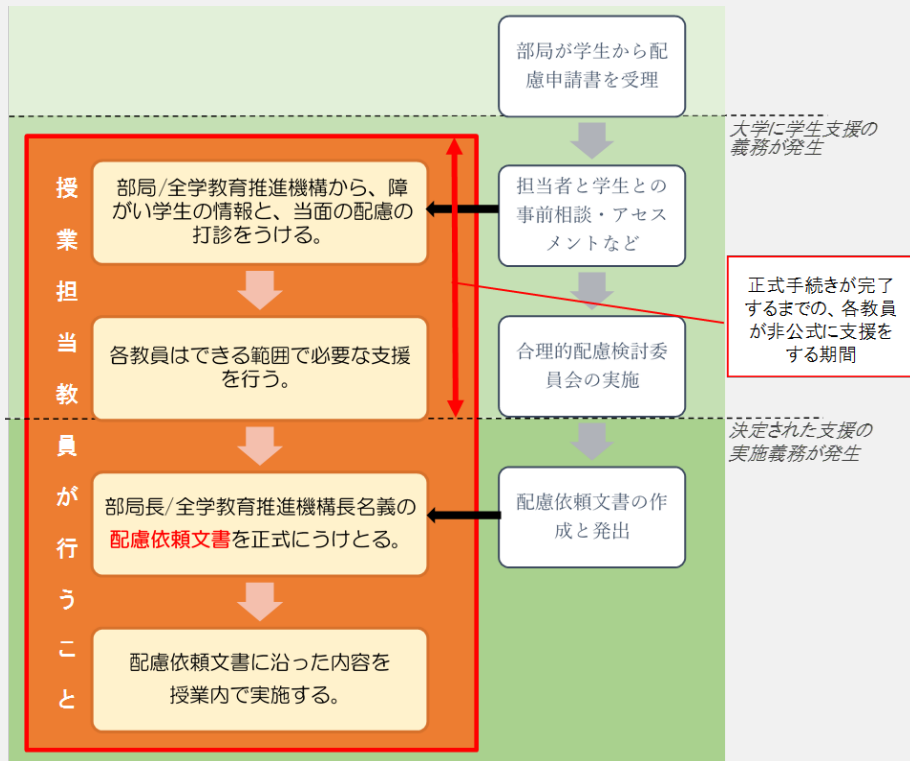 部局が学生から配
慮申請書を受理
大学に学生支援の
義務が発生
授業担当教員が行うこと
部局/全学教育推進機構から、障
がい学生の情報と、当面の配慮の
打診をうける。
担当者と学生との
事前相談・アセス
メントなど
正式手続きが完了
するまでの、各教員
が非公式に支援を
する期間
各教員はできる範囲で必要な支援
を行う。
合理的配慮検討委
員会の実施
決定された支援の
実施義務が発生
部局長/全学教育推進機構長名義の
配慮依頼文書を正式にうけとる。
配慮依頼文書の作
成と発出
配慮依頼文書に沿った内容を
授業内で実施する。